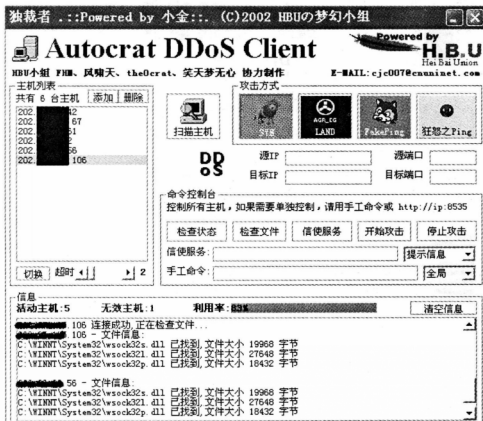 独裁者 .::Powered by 小金::. (C)2002 HBUの梦幻小组
Autocrat DDoS Client
Powered by
H.B.U
Hei Bai Union
HBU小组 FHM、凤啸天、the0crat、笑天梦无心 协力制作
E-MAIL:cjc007@cnuninet.com
主机列表
共有 6 台主机 添加 删除
202. 42
202. 67
202. 61
202.
202. 56
202. 106
切换 超时 2
扫描主机
攻击方式
SYN
LAND
FakePing
狂怒之Ping
DDoS
源IP
源端口
目标IP
目标端口
命令控制台
控制所有主机，如果需要单独控制，请用手工命令或 http://ip:8535
检查状态 检查文件 信使服务 开始攻击 停止攻击
信使服务: 提示信息
手工命令: 全局
信息
活动主机:5 无效主机:1 利用率:83% 清空信息
.106 连接成功,正在检查文件...
.106 - 文件信息:
C:\WINNT\System32\wsock32s.dll 已找到,文件大小 19968 字节
C:\WINNT\System32\wsock32l.dll 已找到,文件大小 27648 字节
C:\WINNT\System32\wsock32p.dll 已找到,文件大小 18432 字节
56 - 文件信息:
C:\WINNT\System32\wsock32s.dll 已找到,文件大小 19968 字节
C:\WINNT\System32\wsock32l.dll 已找到,文件大小 27648 字节
C:\WINNT\System32\wsock32p.dll 已找到,文件大小 18432 字节